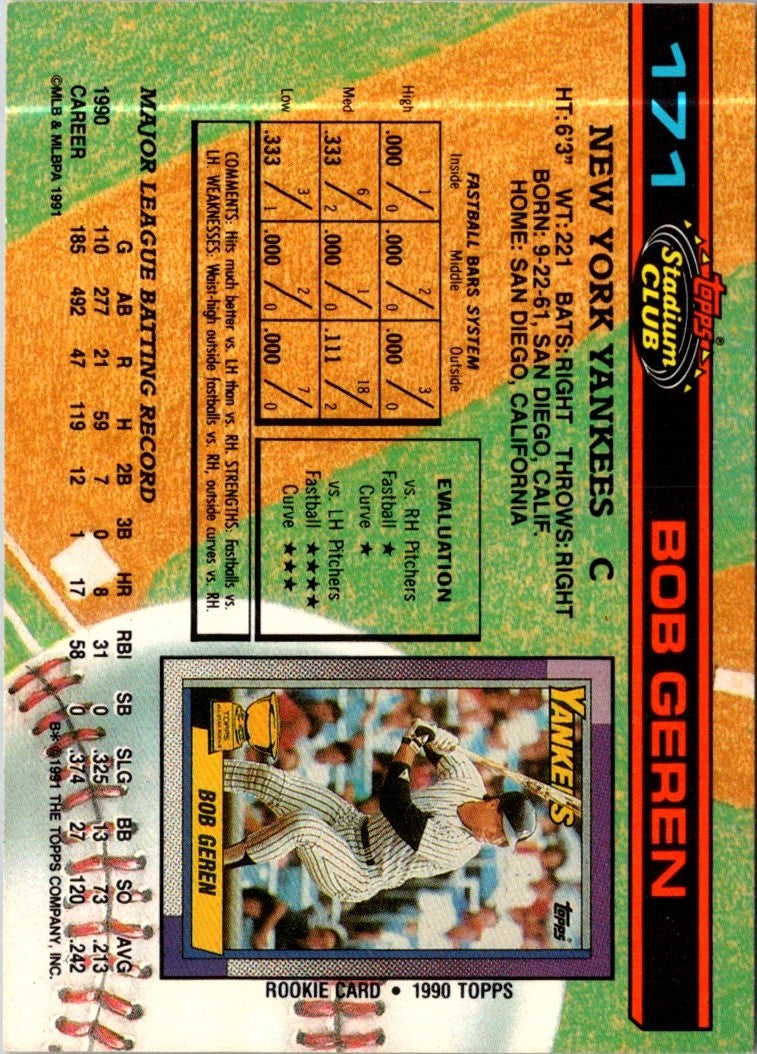 171 Topps® Stadium CLUB BOB GEREN
NEW YORK YANKEES C
HT: 6'3" WT: 221 BATS: RIGHT THROWS: RIGHT
BORN: 9-22-61, SAN DIEGO, CALIF.
HOME: SAN DIEGO, CALIFORNIA
FASTBALL BARS SYSTEM
Inside Middle Outside
High .000 1/0 .000 2/0 .000 3/0
Med .333 6/2 .000 1/0 .111 18/2
Low .333 3/1 .000 2/0 .000 7/0
EVALUATION
vs. RH Pitchers
Fastball ★
Curve ★
vs. LH Pitchers
Fastball ★★★★
Curve ★★★
COMMENTS: Hits much better vs. LH than vs. RH. STRENGTHS: Fastballs vs.
LH. WEAKNESSES: Waist-high outside fastballs vs. RH, outside curves vs. RH.
YANKEES
Topps®
TOPPS
BOB GEREN
ROOKIE CARD • 1990 TOPPS
MAJOR LEAGUE BATTING RECORD
G AB R H 2B 3B HR RBI SB SLG BB SO AVG
1990 110 277 21 59 7 0 8 31 0 .325 13 73 .213
CAREER 185 492 47 119 12 1 17 58 0 .374 27 120 .242
©MLB & MLBPA 1991
B* ©1991 THE TOPPS COMPANY, INC.